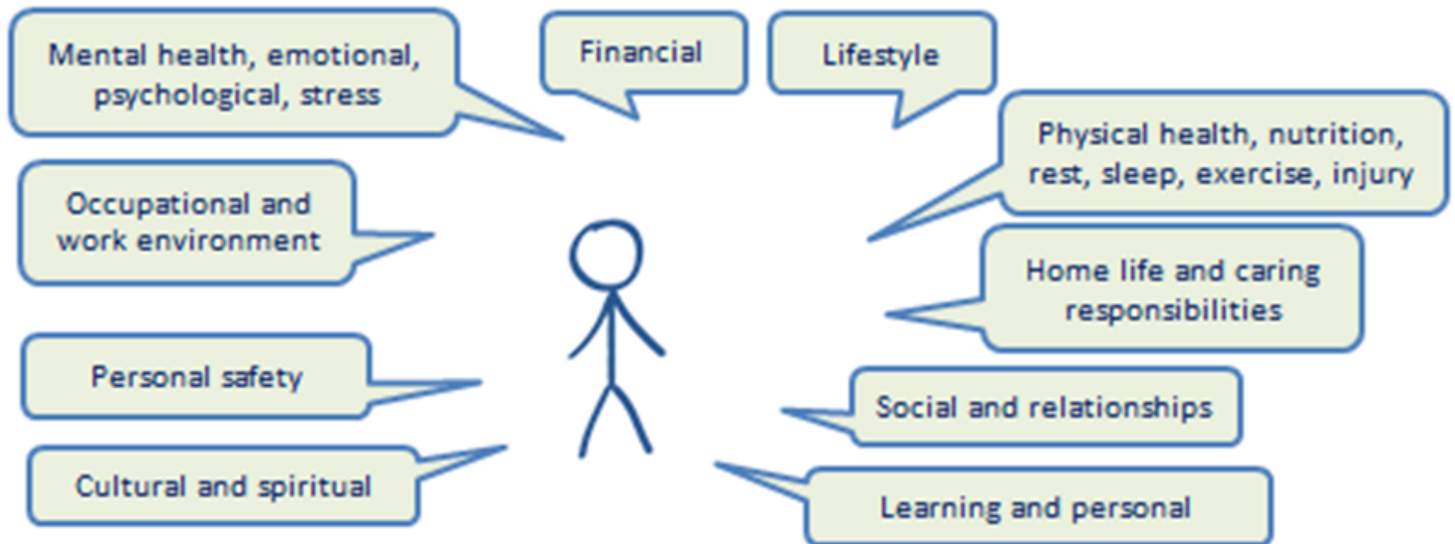 Mental health, emotional,
psychological, stress
Financial
Lifestyle
Physical health, nutrition,
rest, sleep, exercise, injury
Occupational and
work environment
Home life and caring
responsibilities
Personal safety
Social and relationships
Cultural and spiritual
Learning and personal